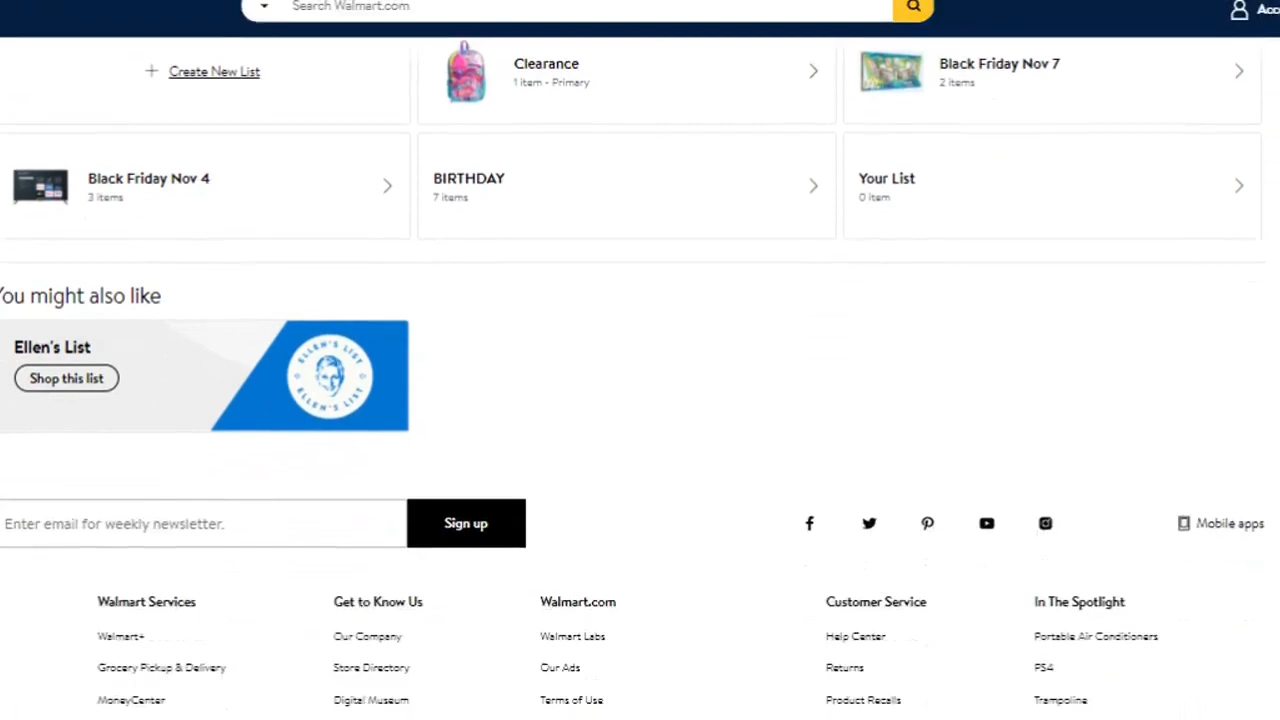 Search Walmart.com
Create New List
Clearance
1 item - Primary
Black Friday Nov 7
2 items
Black Friday Nov 4
3 items
BIRTHDAY
7 items
Your List
0 item
You might also like
Ellen's List
Shop this list
ELLEN'S LIST
ELLEN'S LIST
Enter email for weekly newsletter.
Sign up
Mobile apps
Walmart Services
Get to Know Us
Walmart.com
Customer Service
In The Spotlight
Walmart+
Our Company
Walmart Labs
Help Center
Portable Air Conditioners
Grocery Pickup & Delivery
Store Directory
Our Ads
Returns
PS4
MoneyCenter
Digital Museum
Terms of Use
Product Recalls
Trampoline